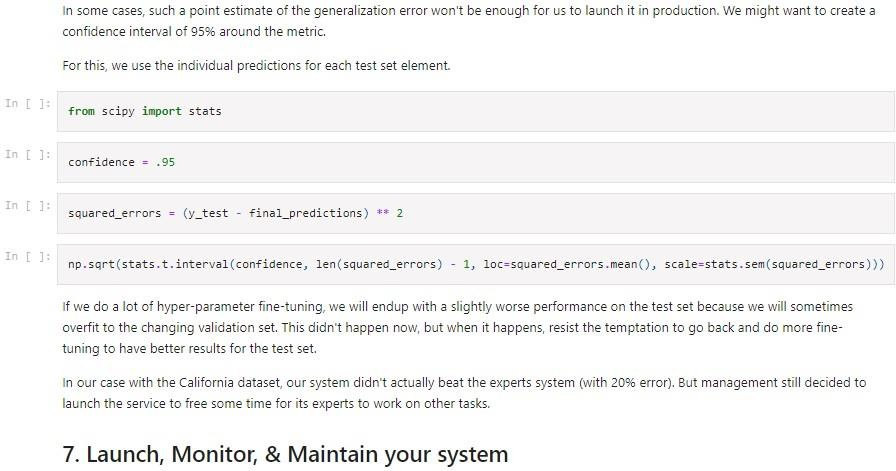 In some cases, such a point estimate of the generalization error won't be enough for us to launch it in production. We might want to create a
confidence interval of 95% around the metric.
For this, we use the individual predictions for each test set element.
In [ ]:
from scipy import stats
In [ ]:
confidence = .95
In [ ]:
squared_errors = (y_test - final_predictions) ** 2
In [ ]:
np.sqrt(stats.t.interval(confidence, len(squared_errors) - 1, loc=squared_errors.mean(), scale=stats.sem(squared_errors)))
If we do a lot of hyper-parameter fine-tuning, we will endup with a slightly worse performance on the test set because we will sometimes
overfit to the changing validation set. This didn't happen now, but when it happens, resist the temptation to go back and do more fine-
tuning to have better results for the test set.
In our case with the California dataset, our system didn't actually beat the experts system (with 20% error). But management still decided to
launch the service to free some time for its experts to work on other tasks.
7. Launch, Monitor, & Maintain your system